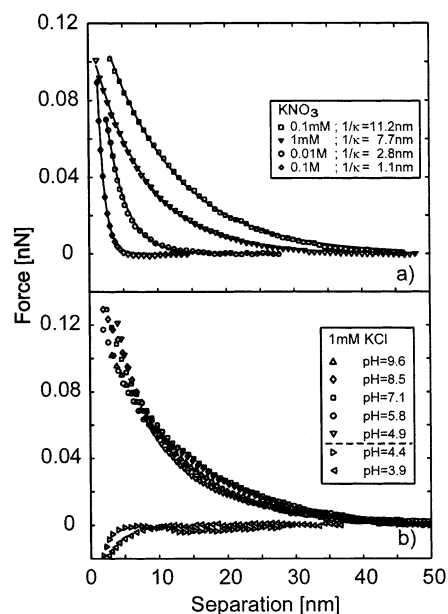 0.12
0.08
0.04
0
KNO3
0.1mM ; 1/κ=11.2nm
1mM ; 1/κ= 7.7nm
0.01M ; 1/κ= 2.8nm
0.1M ; 1/κ= 1.1nm
a)
Force [nN]
0.12
0.08
0.04
0
1mM KCl
pH=9.6
pH=8.5
pH=7.1
pH=5.8
pH=4.9
pH=4.4
pH=3.9
b)
0 10 20 30 40 50
Separation [nm]